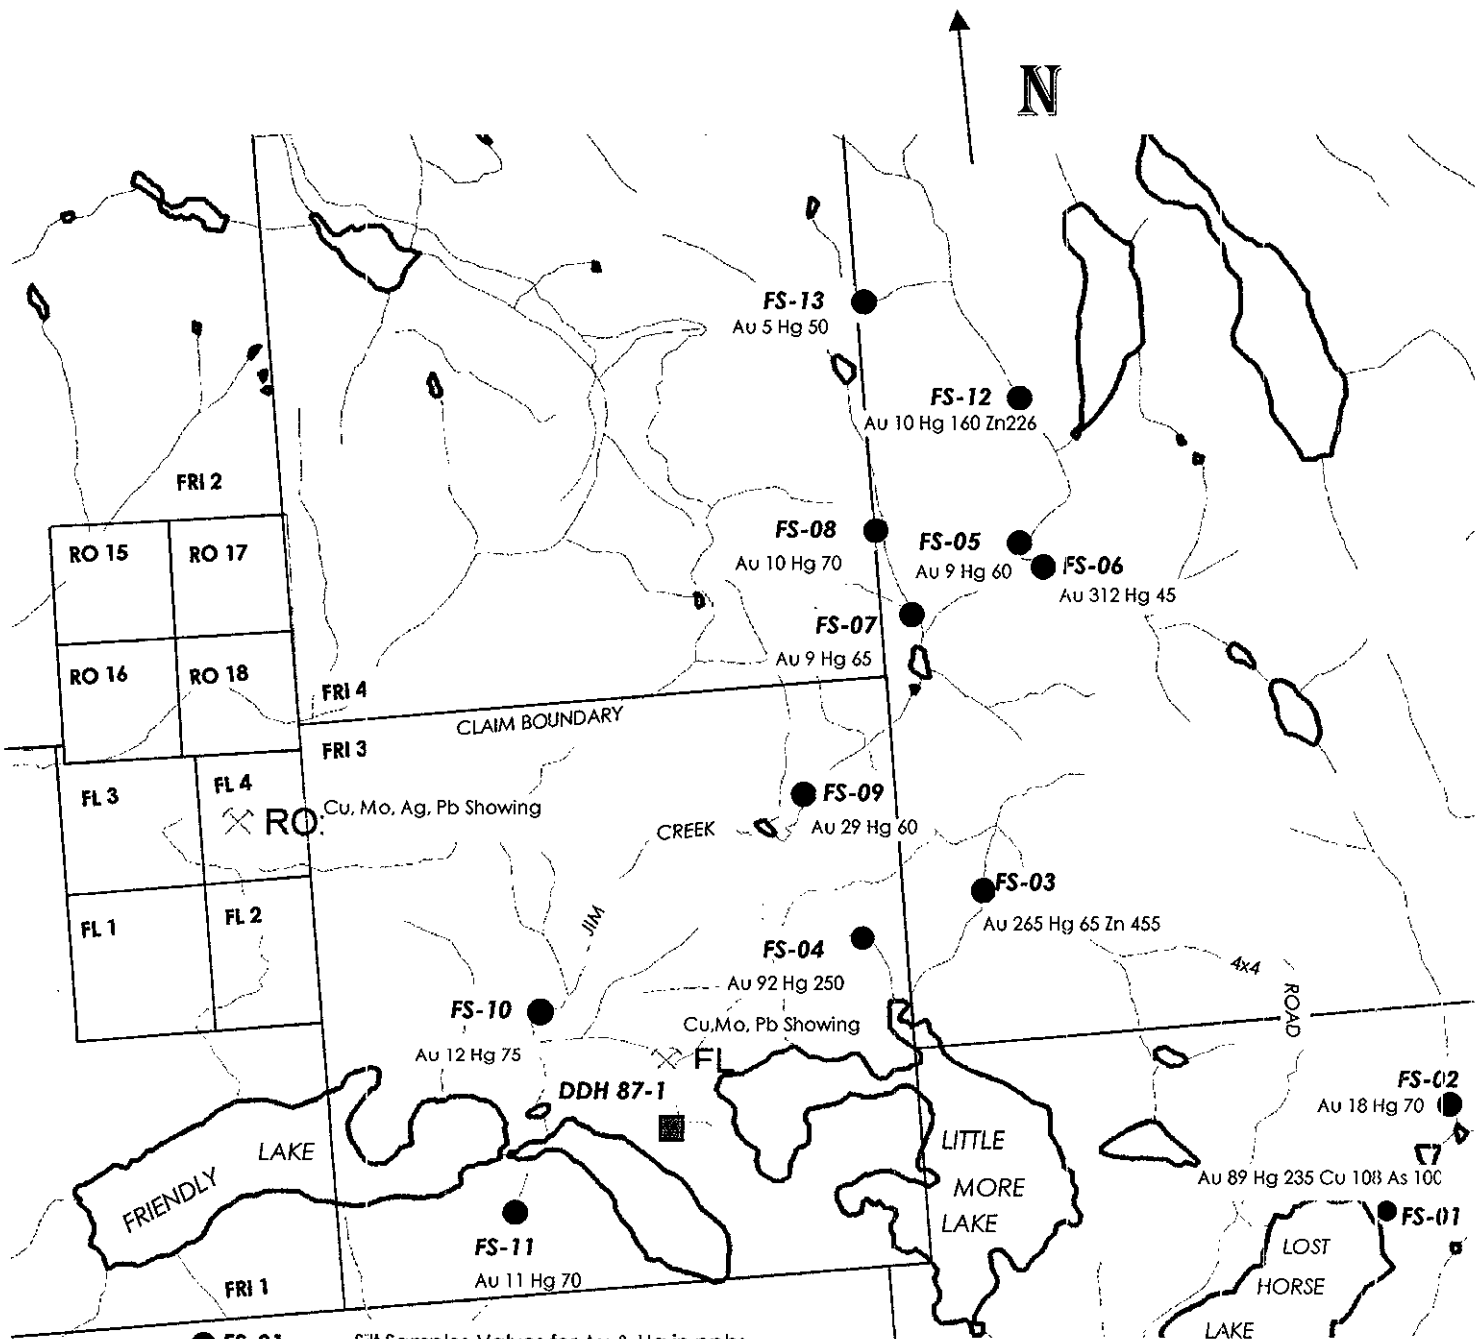 N
FS-13
Au 5 Hg 50
FS-12
Au 10 Hg 160 Zn226
FRI 2
FS-08
Au 10 Hg 70
FS-05
Au 9 Hg 60
FS-06
Au 312 Hg 45
RO 15
RO 17
FS-07
Au 9 Hg 65
RO 16
RO 18
FRI 4
CLAIM BOUNDARY
FRI 3
FL 3
FL 4
RO.
Cu, Mo, Ag, Pb Showing
FS-09
Au 29 Hg 60
CREEK
JIM
FS-03
Au 265 Hg 65 Zn 455
FL 1
FL 2
FS-04
Au 92 Hg 250
4x4
ROAD
FS-10
Au 12 Hg 75
Cu,Mo, Pb Showing
FL
DDH 87-1
FS-02
Au 18 Hg 70
LITTLE
MORE
LAKE
Au 89 Hg 235 Cu 108 As 100
FS-01
FRIENDLY
LAKE
FS-11
Au 11 Hg 70
FRI 1
LOST
HORSE
LAKE